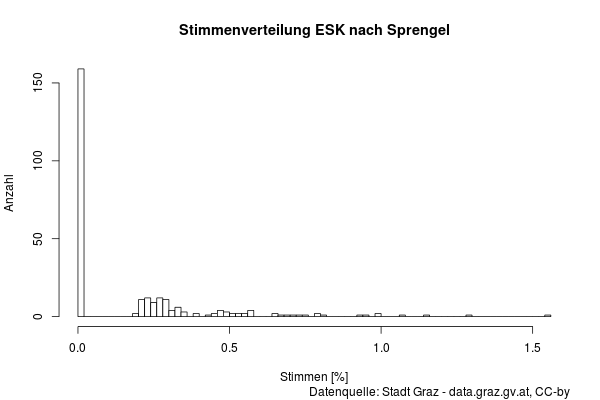 Stimmenverteilung ESK nach Sprengel
Anzahl
150
100
50
0
0.0 0.5 1.0 1.5
Stimmen [%]
Datenquelle: Stadt Graz - data.graz.gv.at, CC-by